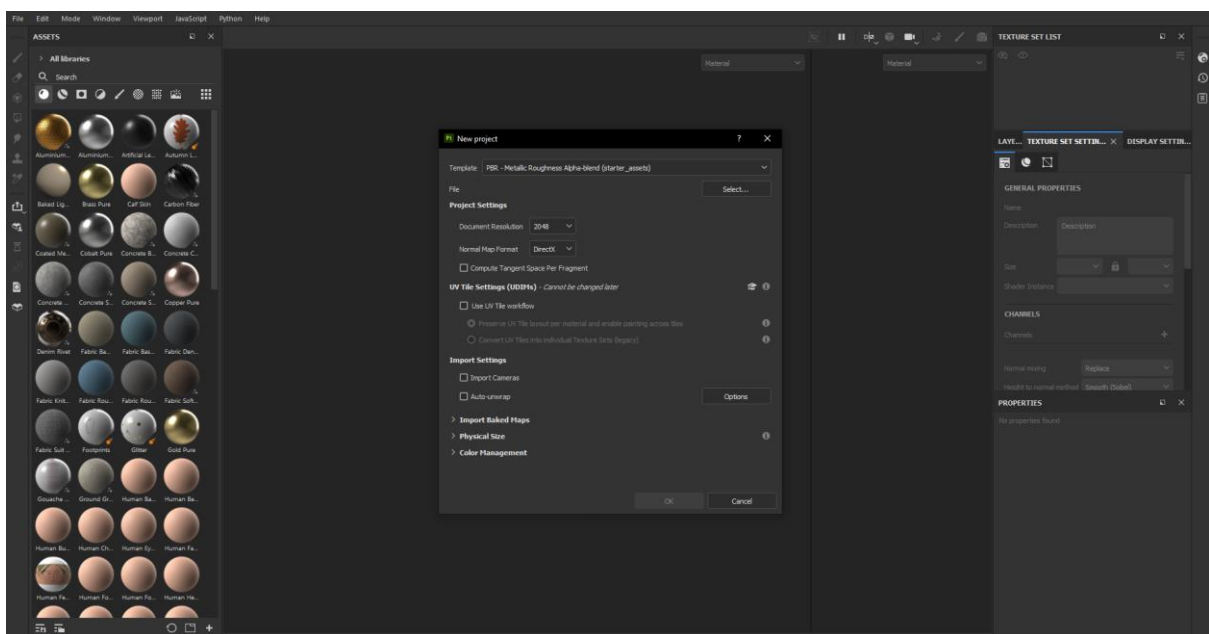 File Edit Mode Window Viewport JavaScript Python Help
ASSETS
All libraries
Search
Aluminium... Aluminium... Artificial Le... Autumn L...
Baked Lig... Brass Pure Calf Skin Carbon Fiber
Coated Me... Cobalt Pure Concrete B... Concrete C...
Concrete ... Concrete S... Concrete S... Copper Pure
Denim Rivet Fabric Ba... Fabric Bas... Fabric Den...
Fabric Knit... Fabric Rou... Fabric Rou... Fabric Soft...
Fabric Suit ... Footprints Glitter Gold Pure
Gouache ... Ground Gr... Human Ba... Human Be...
Human Bu... Human Ch... Human Ey... Human Fa...
Human Fe... Human Fo... Human Fo... Human He...
Material
Material
Pt New project ? X
Template PBR - Metallic Roughness Alpha-blend (starter_assets)
File Select...
Project Settings
Document Resolution 2048
Normal Map Format DirectX
Compute Tangent Space Per Fragment
UV Tile Settings (UDIMs) - Cannot be changed later
Use UV Tile workflow
Preserve UV Tile layout per material and enable painting across tiles
Convert UV Tiles into individual Texture Sets (legacy)
Import Settings
Import Cameras
Auto-unwrap Options
Import Baked Maps
Physical Size
Color Management
OK Cancel
TEXTURE SET LIST
LAYE... TEXTURE SET SETTIN... DISPLAY SETTIN...
GENERAL PROPERTIES
Name
Description Description
Size
Shader Instance
CHANNELS
Channels
Normal mixing Replace
Height to normal method Smooth (Sobel)
PROPERTIES
No properties found